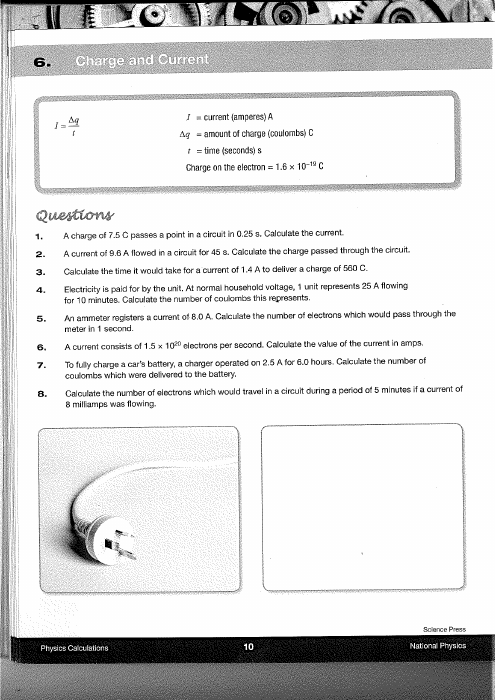 6. Charge and Current
I = Δq / t
I = current (amperes) A
Δq = amount of charge (coulombs) C
t = time (seconds) s
Charge on the electron = 1.6 × 10⁻¹⁹ C
Questions
1. A charge of 7.5 C passes a point in a circuit in 0.25 s. Calculate the current.
2. A current of 9.6 A flowed in a circuit for 45 s. Calculate the charge passed through the circuit.
3. Calculate the time it would take for a current of 1.4 A to deliver a charge of 560 C.
4. Electricity is paid for by the unit. At normal household voltage, 1 unit represents 25 A flowing
for 10 minutes. Calculate the number of coulombs this represents.
5. An ammeter registers a current of 8.0 A. Calculate the number of electrons which would pass through the
meter in 1 second.
6. A current consists of 1.5 × 10²⁰ electrons per second. Calculate the value of the current in amps.
7. To fully charge a car's battery, a charger operated on 2.5 A for 6.0 hours. Calculate the number of
coulombs which were delivered to the battery.
8. Calculate the number of electrons which would travel in a circuit during a period of 5 minutes if a current of
8 milliamps was flowing.
Science Press
Physics Calculations 10 National Physics